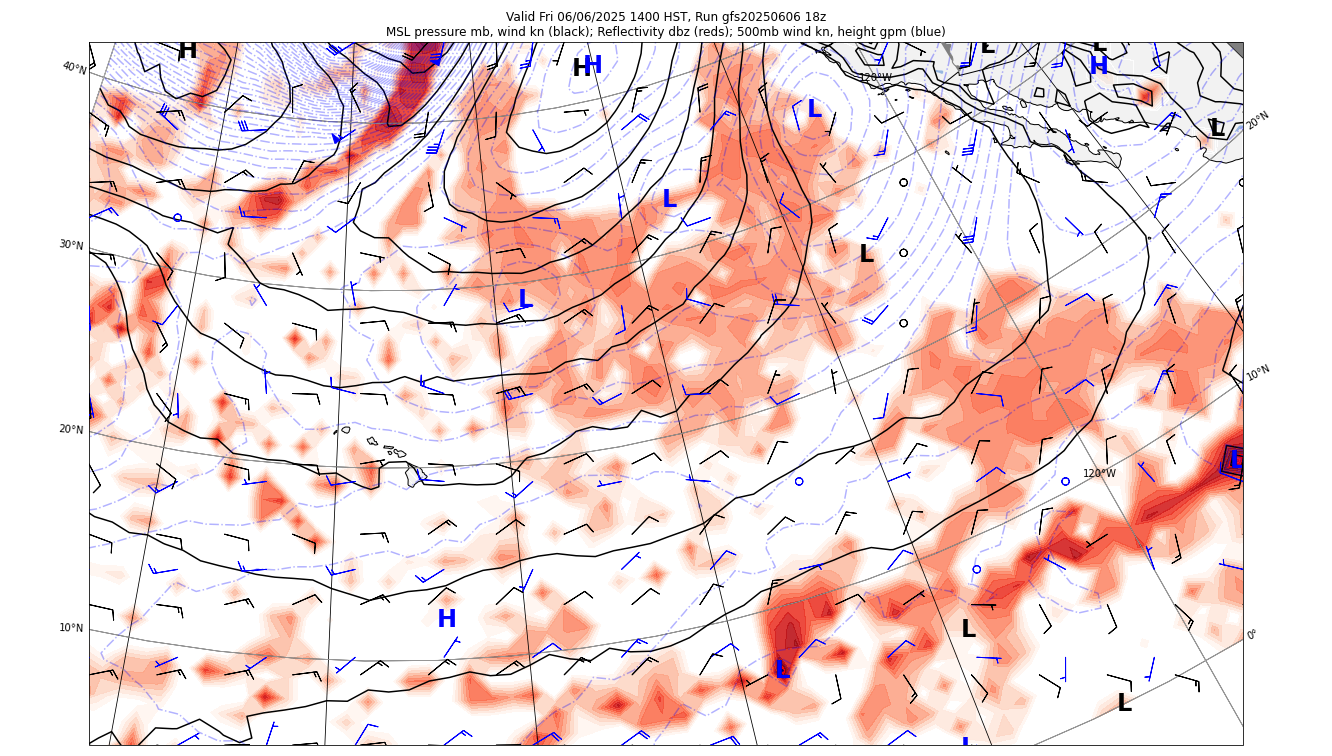 Valid Fri 06/06/2025 1400 HST, Run gfs20250606 18z
MSL pressure mb, wind kn (black); Reflectivity dbz (reds); 500mb wind kn, height gpm (blue)
H
H
H
L
L
H
40°N
120°W
L
20°N
L
L
30°N
L
L
10°N
20°N
L
120°W
H
10°N
L
0°
L
L
L